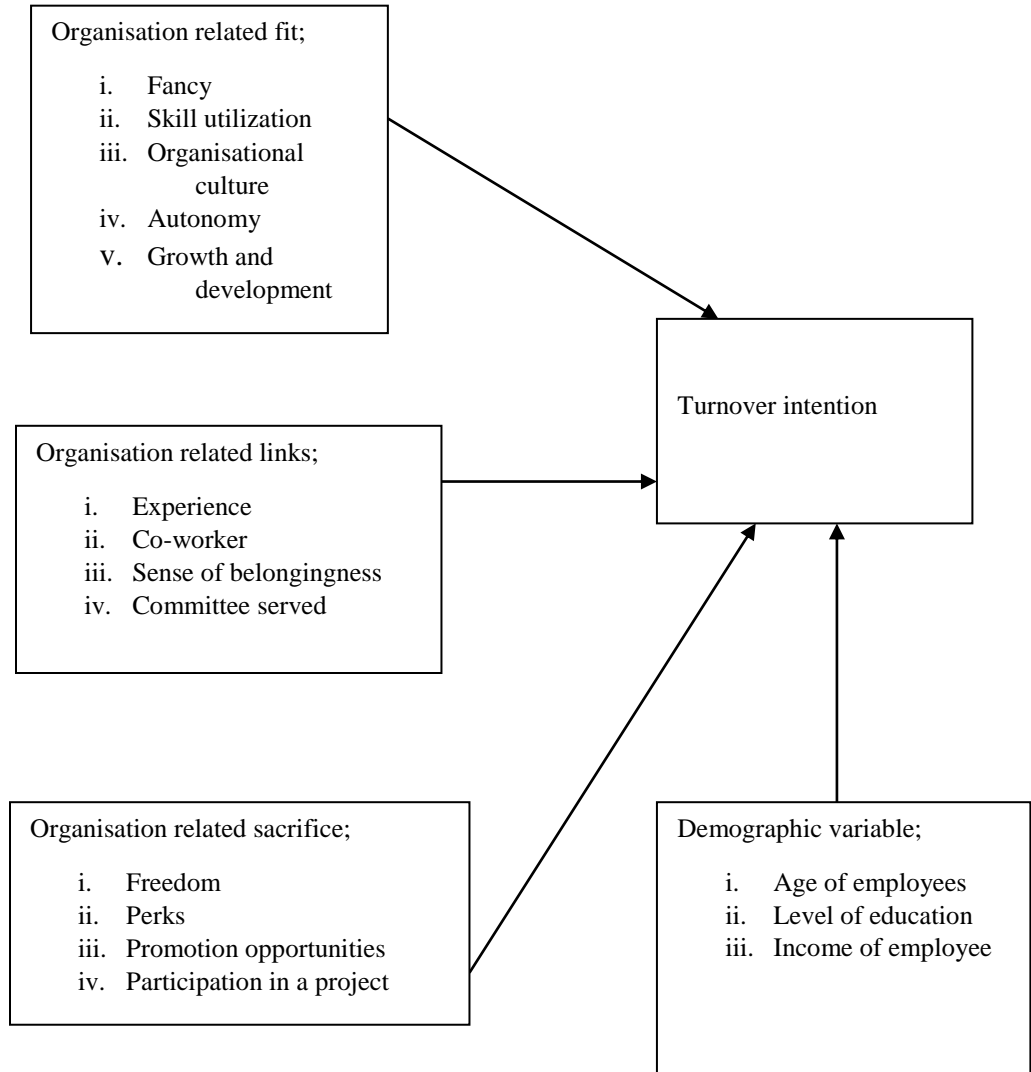 Organisation related fit;
i. Fancy
ii. Skill utilization
iii. Organisational
culture
iv. Autonomy
v. Growth and
development
Turnover intention
Organisation related links;
i. Experience
ii. Co-worker
iii. Sense of belongingness
iv. Committee served
Organisation related sacrifice;
i. Freedom
ii. Perks
iii. Promotion opportunities
iv. Participation in a project
Demographic variable;
i. Age of employees
ii. Level of education
iii. Income of employee